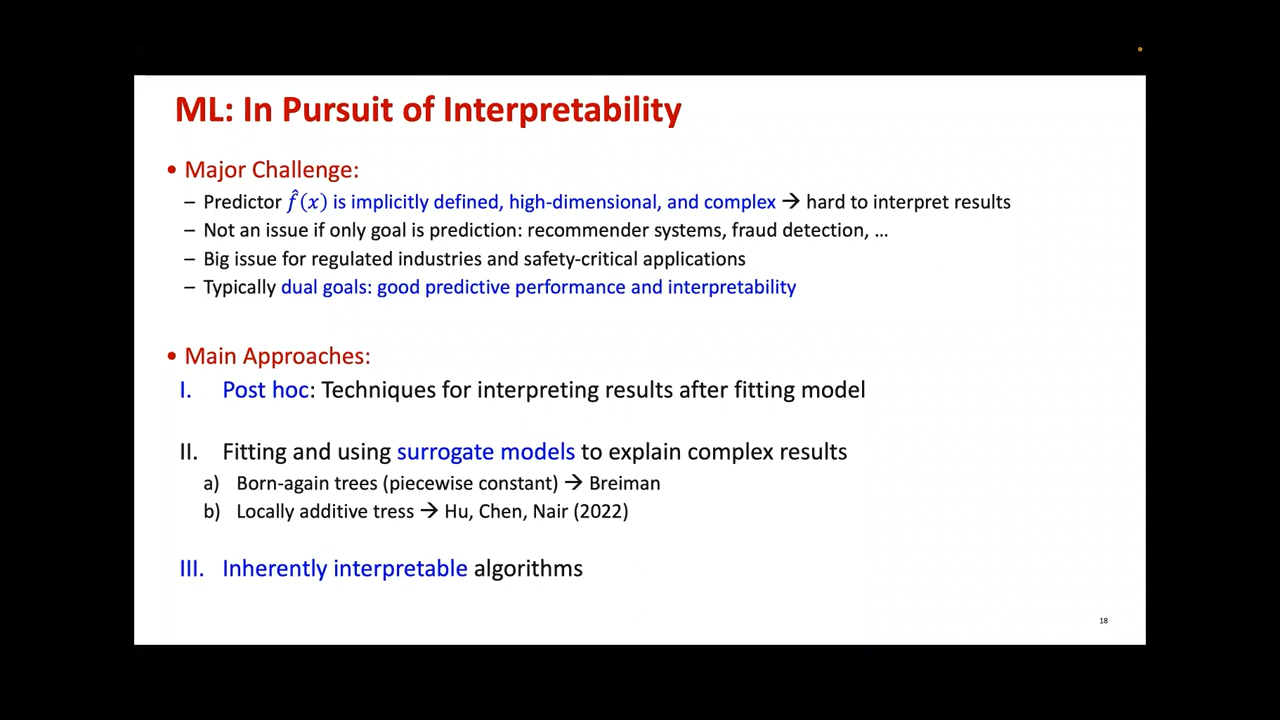 ML: In Pursuit of Interpretability
• Major Challenge:
– Predictor f̂(x) is implicitly defined, high-dimensional, and complex → hard to interpret results
– Not an issue if only goal is prediction: recommender systems, fraud detection, ...
– Big issue for regulated industries and safety-critical applications
– Typically dual goals: good predictive performance and interpretability
• Main Approaches:
I. Post hoc: Techniques for interpreting results after fitting model
II. Fitting and using surrogate models to explain complex results
a) Born-again trees (piecewise constant) → Breiman
b) Locally additive tress → Hu, Chen, Nair (2022)
III. Inherently interpretable algorithms
18